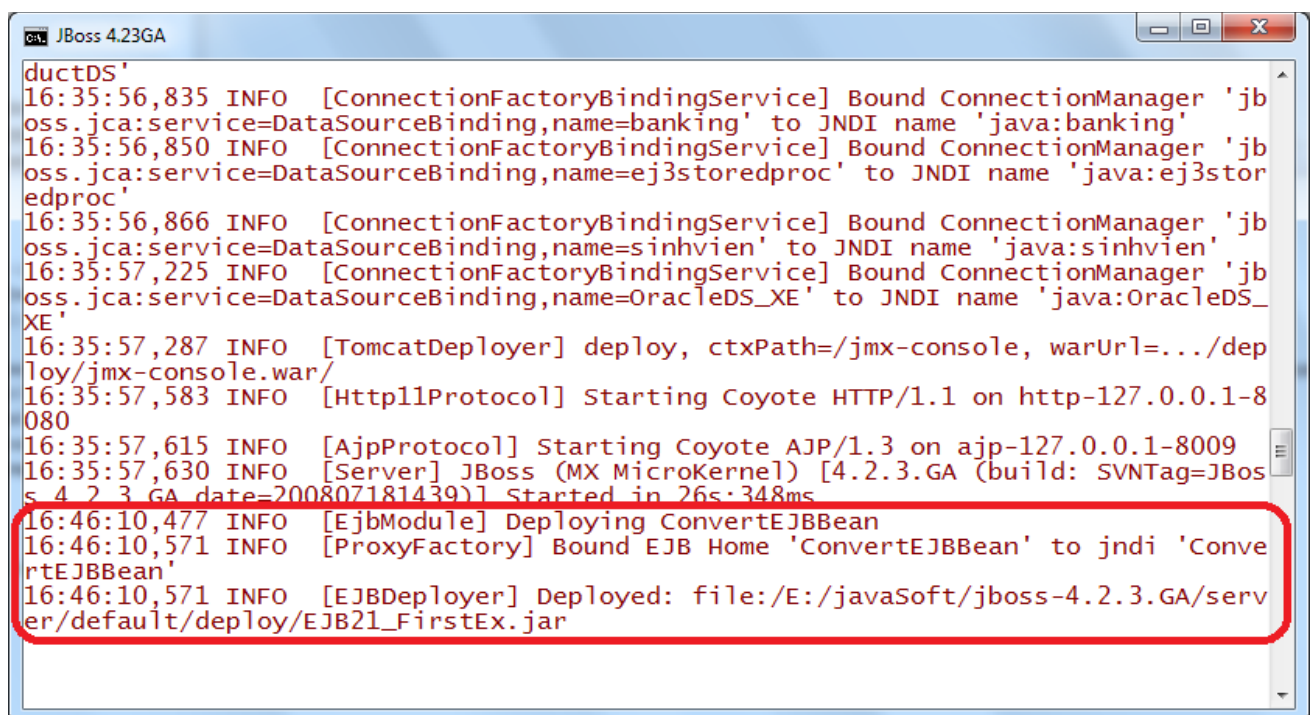 JBoss 4.23GA
ductDS'
16:35:56,835 INFO  [ConnectionFactoryBindingService] Bound ConnectionManager 'jb
oss.jca:service=DataSourceBinding,name=banking' to JNDI name 'java:banking'
16:35:56,850 INFO  [ConnectionFactoryBindingService] Bound ConnectionManager 'jb
oss.jca:service=DataSourceBinding,name=ej3storedproc' to JNDI name 'java:ej3stor
edproc'
16:35:56,866 INFO  [ConnectionFactoryBindingService] Bound ConnectionManager 'jb
oss.jca:service=DataSourceBinding,name=sinhvien' to JNDI name 'java:sinhvien'
16:35:57,225 INFO  [ConnectionFactoryBindingService] Bound ConnectionManager 'jb
oss.jca:service=DataSourceBinding,name=OracleDS_XE' to JNDI name 'java:OracleDS_
XE'
16:35:57,287 INFO  [TomcatDeployer] deploy, ctxPath=/jmx-console, warUrl=.../dep
loy/jmx-console.war/
16:35:57,583 INFO  [Http11Protocol] Starting Coyote HTTP/1.1 on http-127.0.0.1-8
080
16:35:57,615 INFO  [AjpProtocol] Starting Coyote AJP/1.3 on ajp-127.0.0.1-8009
16:35:57,630 INFO  [Server] JBoss (MX MicroKernel) [4.2.3.GA (build: SVNTag=JBos
s_4_2_3_GA date=200807181439)] Started in 26s:348ms
16:46:10,477 INFO  [EjbModule] Deploying ConvertEJBBean
16:46:10,571 INFO  [ProxyFactory] Bound EJB Home 'ConvertEJBBean' to jndi 'Conve
rtEJBBean'
16:46:10,571 INFO  [EJBDeployer] Deployed: file:/E:/javaSoft/jboss-4.2.3.GA/serv
er/default/deploy/EJB21_FirstEx.jar